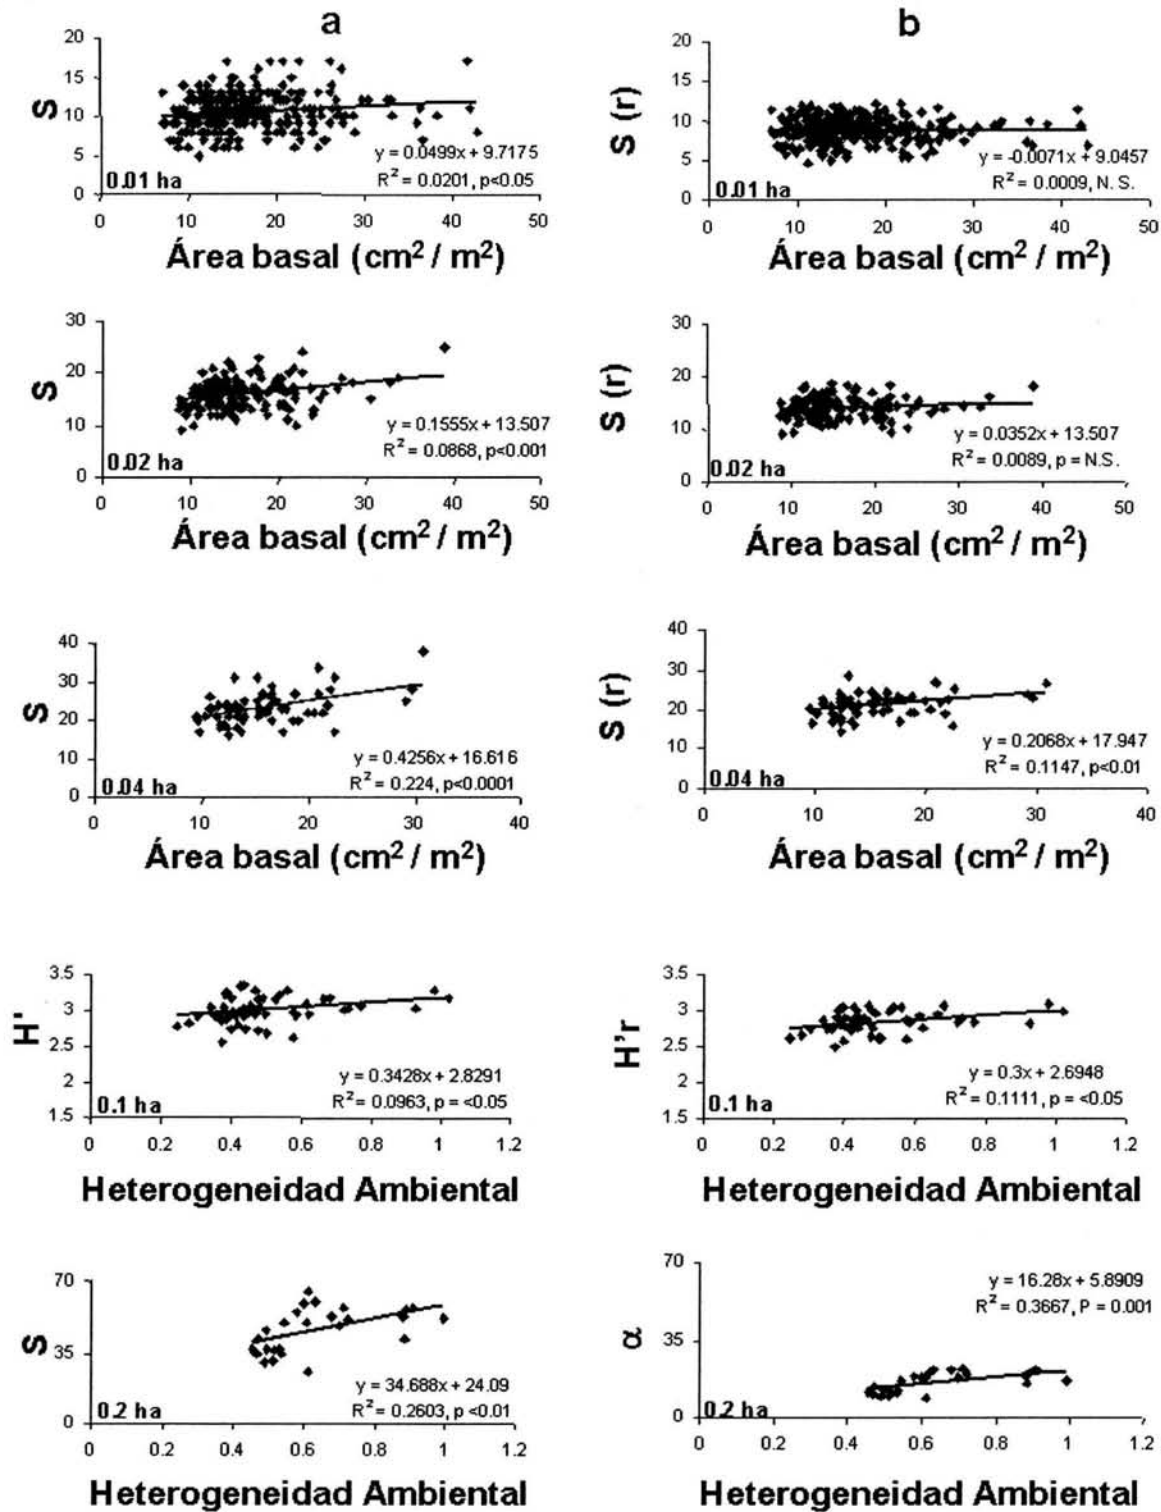 a
b
20
15
10
5
0
S
y = 0.0499x + 9.7175
R² = 0.0201, p<0.05
0.01 ha
0 10 20 30 40 50
Área basal (cm² / m²)
20
15
10
5
0
S (r)
y = -0.0071x + 9.0457
R² = 0.0009, N. S.
0.01 ha
0 10 20 30 40 50
Área basal (cm² / m²)
30
20
10
0
S
y = 0.1555x + 13.507
R² = 0.0868, p<0.001
0.02 ha
0 10 20 30 40 50
Área basal (cm² / m²)
30
20
10
0
S (r)
y = 0.0352x + 13.507
R² = 0.0089, p = N.S.
0.02 ha
0 10 20 30 40 50
Área basal (cm² / m²)
40
30
20
10
0
S
y = 0.4256x + 16.616
R² = 0.224, p<0.0001
0.04 ha
0 10 20 30 40
Área basal (cm² / m²)
40
30
20
10
0
S (r)
y = 0.2068x + 17.947
R² = 0.1147, p<0.01
0.04 ha
0 10 20 30 40
Área basal (cm² / m²)
3.5
3
2.5
2
1.5
H'
y = 0.3428x + 2.8291
R² = 0.0963, p = <0.05
0.1 ha
0 0.2 0.4 0.6 0.8 1 1.2
Heterogeneidad Ambiental
3.5
3
2.5
2
1.5
H'r
y = 0.3x + 2.6948
R² = 0.1111, p = <0.05
0.1 ha
0 0.2 0.4 0.6 0.8 1 1.2
Heterogeneidad Ambiental
70
35
0
S
y = 34.688x + 24.09
R² = 0.2603, p <0.01
0.2 ha
0 0.2 0.4 0.6 0.8 1 1.2
Heterogeneidad Ambiental
70
35
0
α
y = 16.28x + 5.8909
R² = 0.3667, P = 0.001
0.2 ha
0 0.2 0.4 0.6 0.8 1 1.2
Heterogeneidad Ambiental